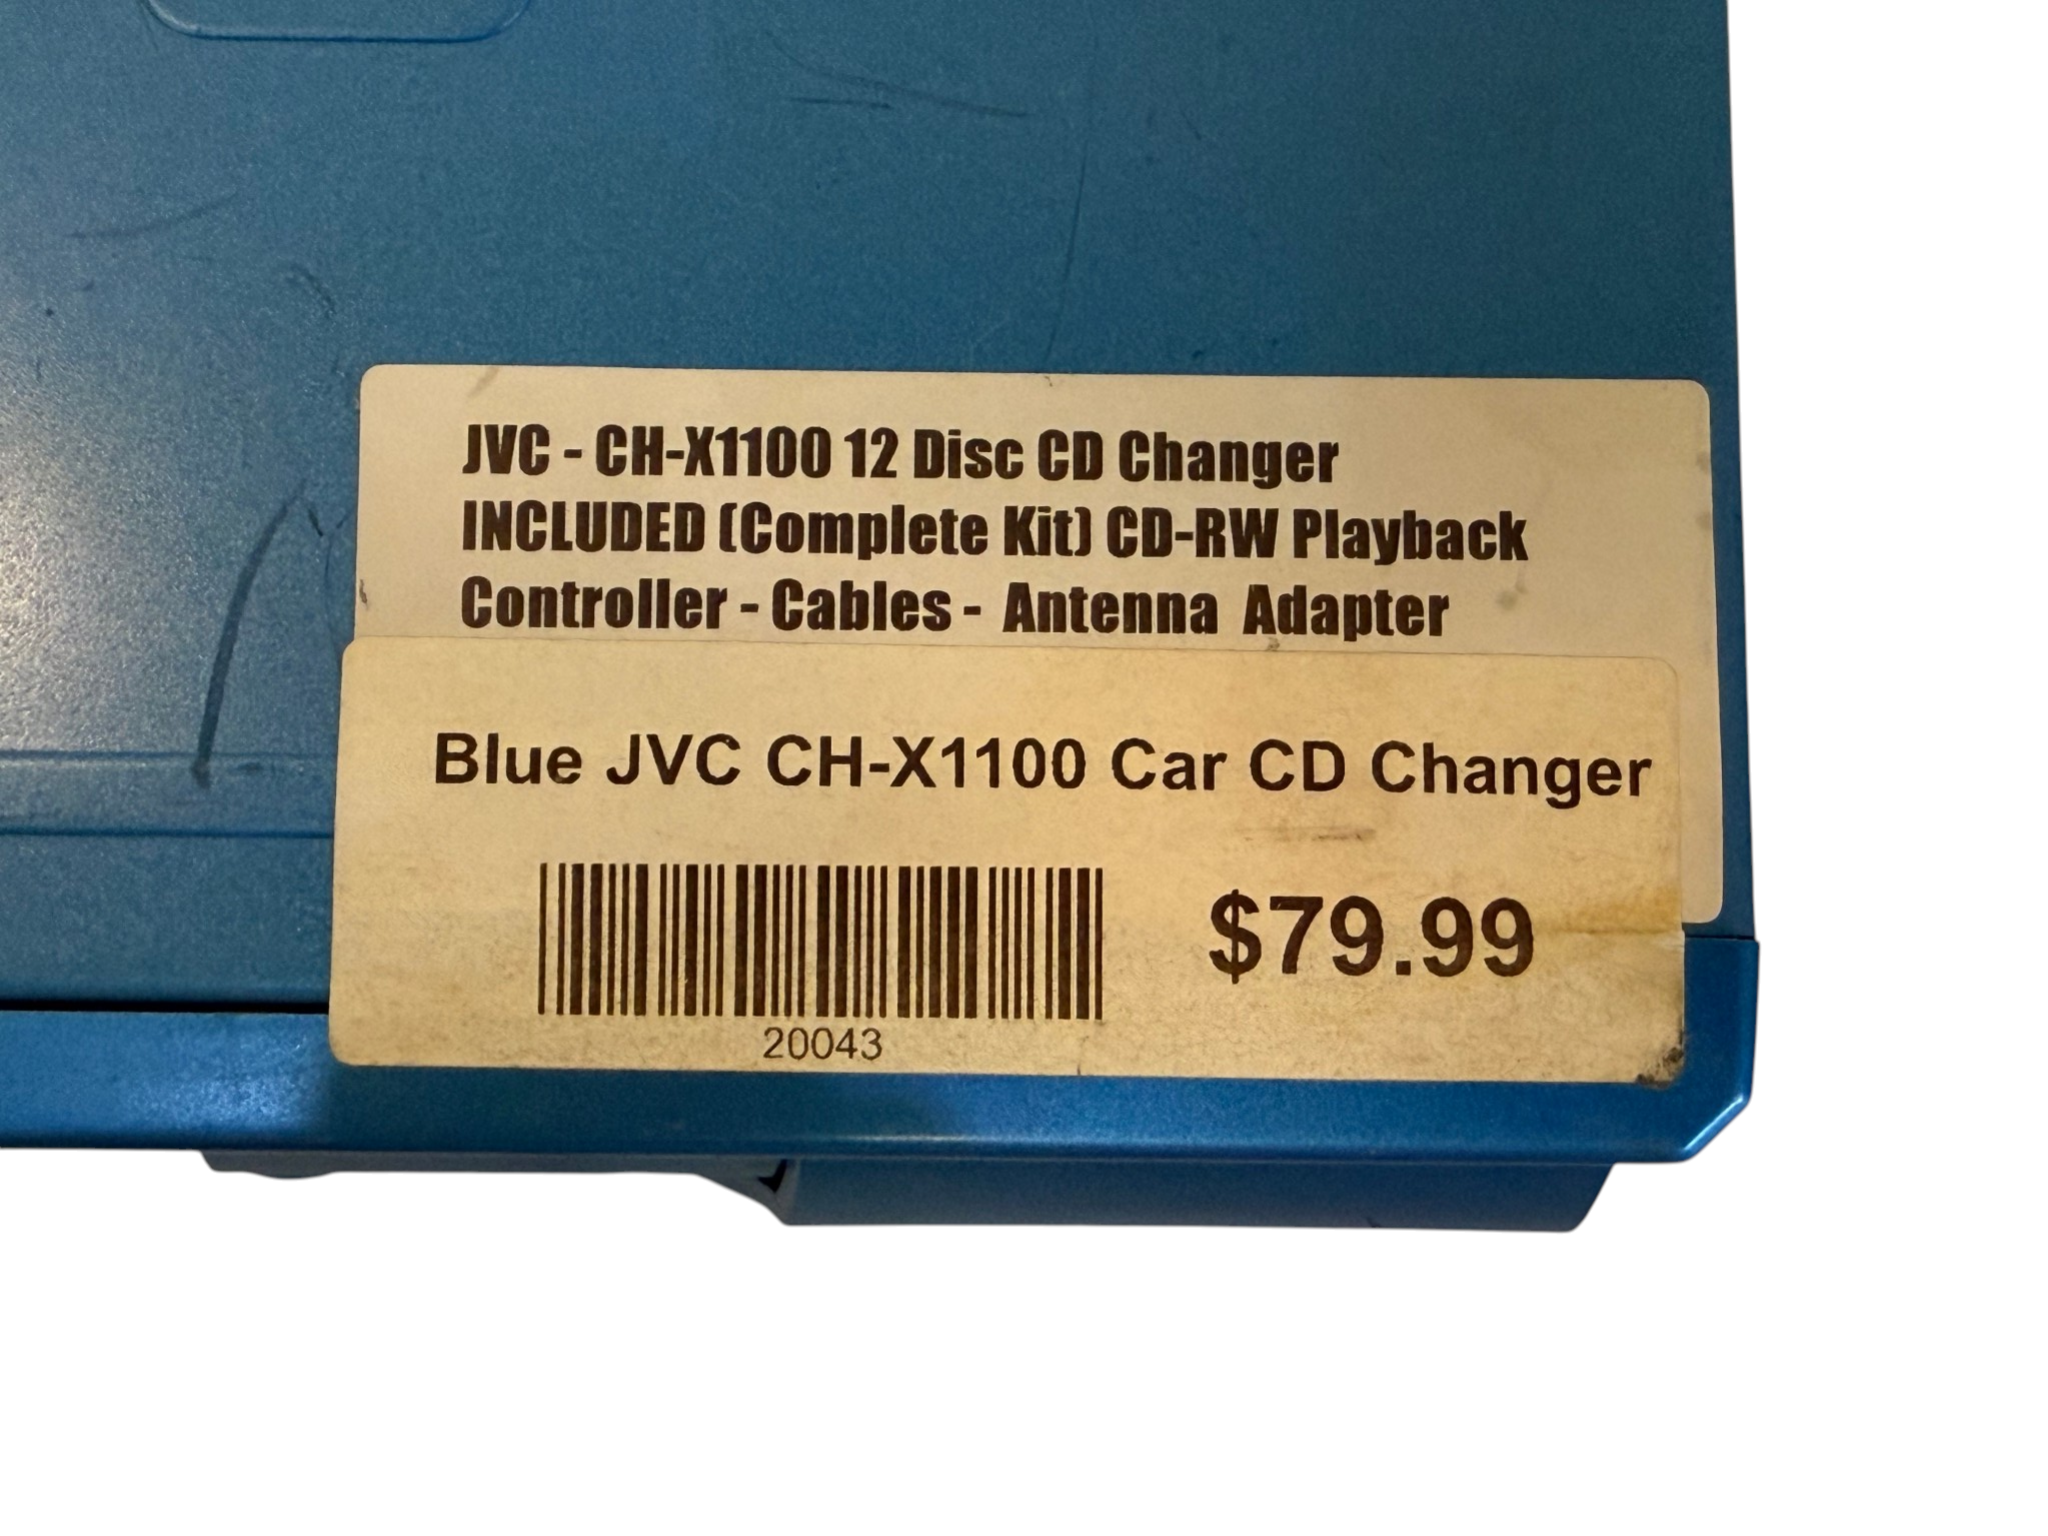 JVC - CH-X1100 12 Disc CD Changer
INCLUDED (Complete Kit) CD-RW Playback
Controller - Cables - Antenna Adapter
Blue JVC CH-X1100 Car CD Changer
$79.99
20043